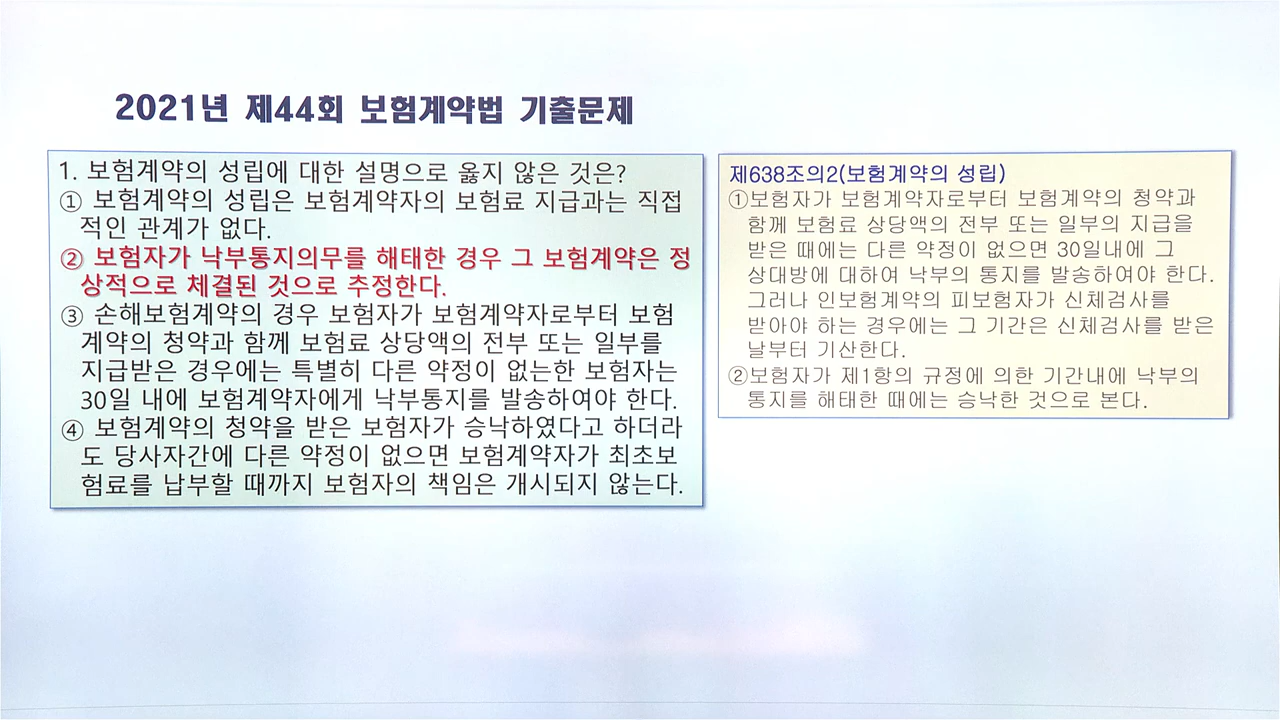 2021년 제44회 보험계약법 기출문제
1. 보험계약의 성립에 대한 설명으로 옳지 않은 것은?
① 보험계약의 성립은 보험계약자의 보험료 지급과는 직접
적인 관계가 없다.
② 보험자가 낙부통지의무를 해태한 경우 그 보험계약은 정
상적으로 체결된 것으로 추정한다.
③ 손해보험계약의 경우 보험자가 보험계약자로부터 보험
계약의 청약과 함께 보험료 상당액의 전부 또는 일부를
지급받은 경우에는 특별히 다른 약정이 없는한 보험자는
30일 내에 보험계약자에게 낙부통지를 발송하여야 한다.
④ 보험계약의 청약을 받은 보험자가 승낙하였다고 하더라
도 당사자간에 다른 약정이 없으면 보험계약자가 최초보
험료를 납부할 때까지 보험자의 책임은 개시되지 않는다.
제638조의2(보험계약의 성립)
①보험자가 보험계약자로부터 보험계약의 청약과
함께 보험료 상당액의 전부 또는 일부의 지급을
받은 때에는 다른 약정이 없으면 30일내에 그
상대방에 대하여 낙부의 통지를 발송하여야 한다.
그러나 인보험계약의 피보험자가 신체검사를
받아야 하는 경우에는 그 기간은 신체검사를 받은
날부터 기산한다.
②보험자가 제1항의 규정에 의한 기간내에 낙부의
통지를 해태한 때에는 승낙한 것으로 본다.